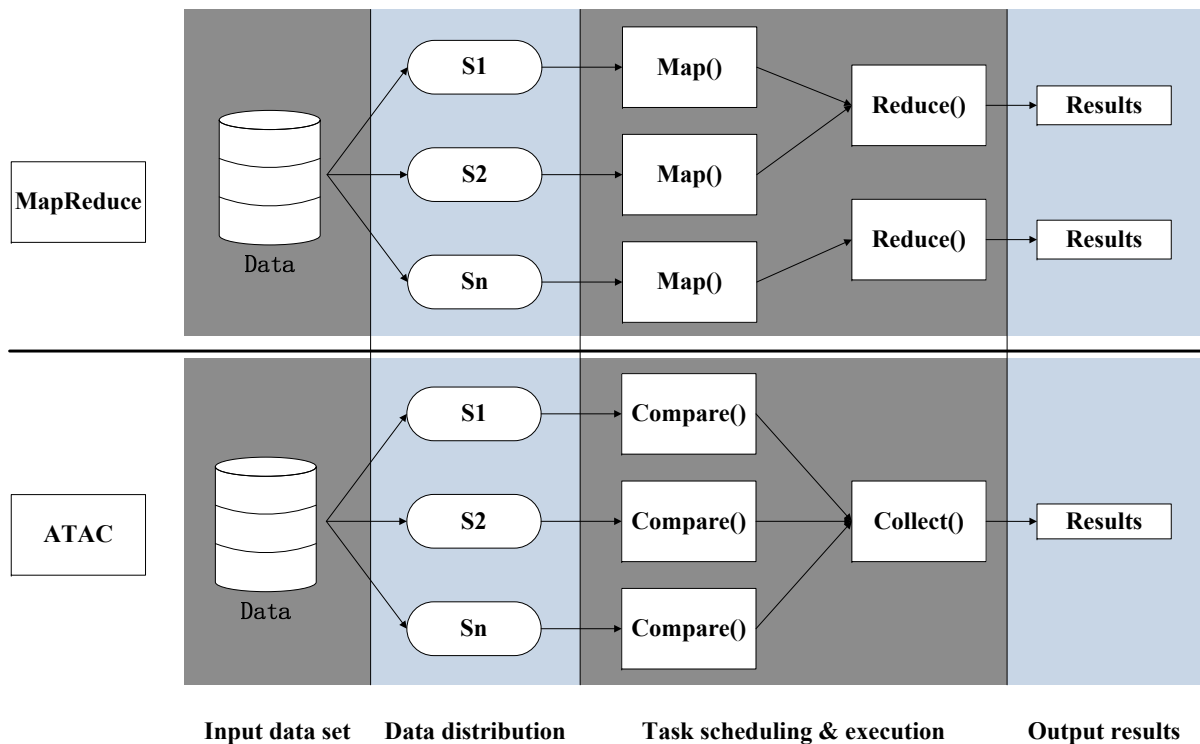 MapReduce
Data
S1
S2
Sn
Map()
Map()
Map()
Reduce()
Reduce()
Results
Results
ATAC
Data
S1
S2
Sn
Compare()
Compare()
Compare()
Collect()
Results
Input data set
Data distribution
Task scheduling & execution
Output results